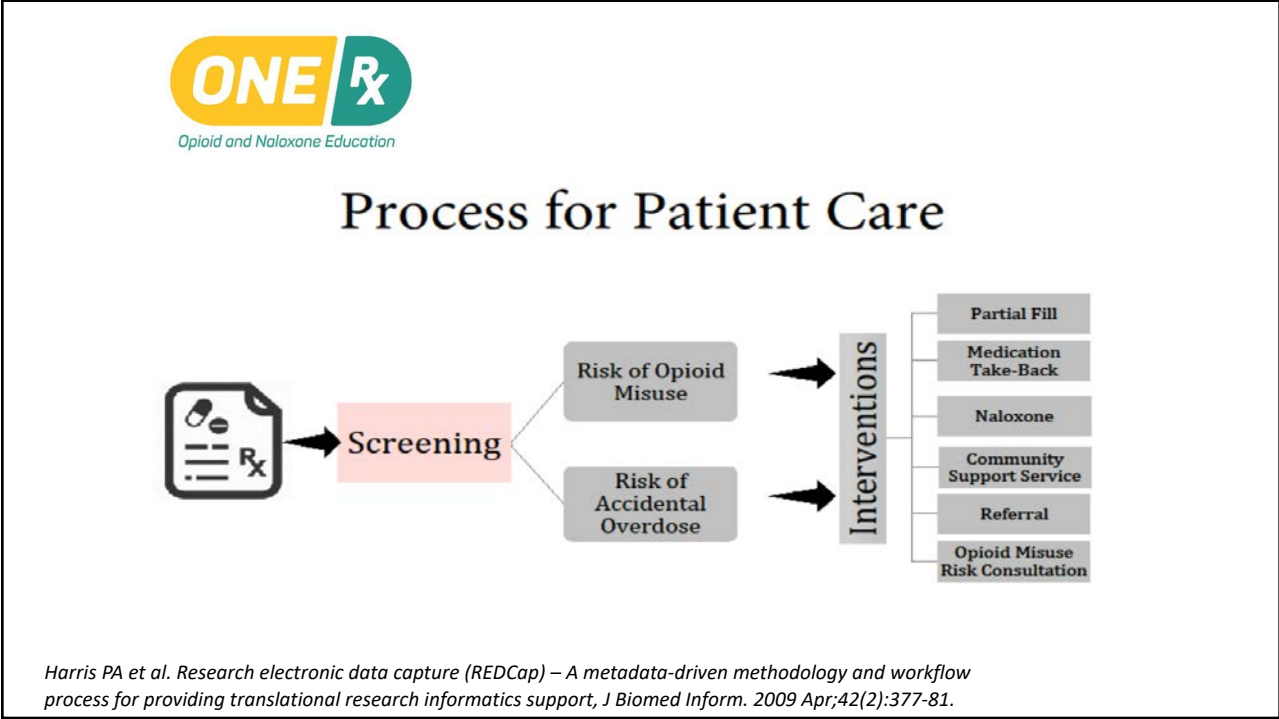 ONE Rx
Opioid and Naloxone Education
Process for Patient Care
Rx
Screening
Risk of Opioid
Misuse
Risk of
Accidental
Overdose
Interventions
Partial Fill
Medication
Take-Back
Naloxone
Community
Support Service
Referral
Opioid Misuse
Risk Consultation
Harris PA et al. Research electronic data capture (REDCap) – A metadata-driven methodology and workflow
process for providing translational research informatics support, J Biomed Inform. 2009 Apr;42(2):377-81.